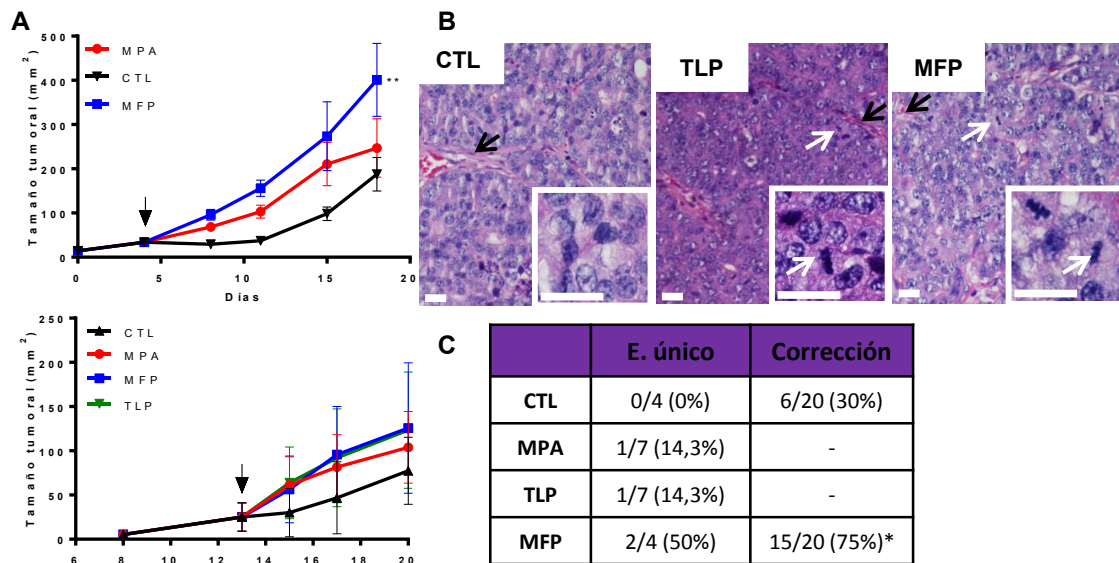 A
Tamaño tumoral (mm²)
500
400
300
200
100
0
MPA
CTL
MFP
**
0
5
10
15
20
Días
Tamaño tumoral (mm²)
250
200
150
100
50
0
CTL
MPA
MFP
TLP
6
8
10
12
14
16
18
20
B
CTL
TLP
MFP
C
E. único Corrección
CTL 0/4 (0%) 6/20 (30%)
MPA 1/7 (14,3%) -
TLP 1/7 (14,3%) -
MFP 2/4 (50%) 15/20 (75%)*